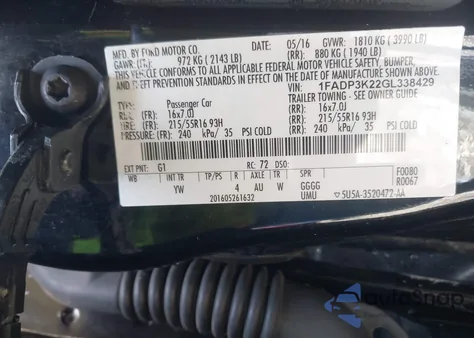 MFD. BY FORD MOTOR CO. 05/16 GVWR: 1810 KG ( 3990 LB)
GAWR: (FR): 972 KG ( 2143 LB) (RR): 880 KG ( 1940 LB)
THIS VEHICLE CONFORMS TO ALL APPLICABLE
FEDERAL MOTOR VEHICLE SAFETY, BUMPER,
AND THEFT PREVENTION STANDARDS IN EFFECT ON THE DATE OF MANUFACTURE SHOWN ABOVE.
VIN: 1FADP3K22GL338429
TYPE: Passenger Car TRAILER TOWING - SEE OWNER GUIDE
RIM: (FR): 16x7.0J (RR): 16x7.0J
TIRE: (FR): 215/55R16 93H (RR): 215/55R16 93H
PRESSURE: (FR): 240 kPa/ 35 PSI COLD (RR): 240 kPa/ 35 PSI COLD
EXT PNT: G1 RC: 72 DSO: F0080
WB INT TR TP/PS R AXLE TR SPR R0067
YW 4 AU W GGGG
201605261632 UMU 5U5A-3520472-AA
AutoSnap